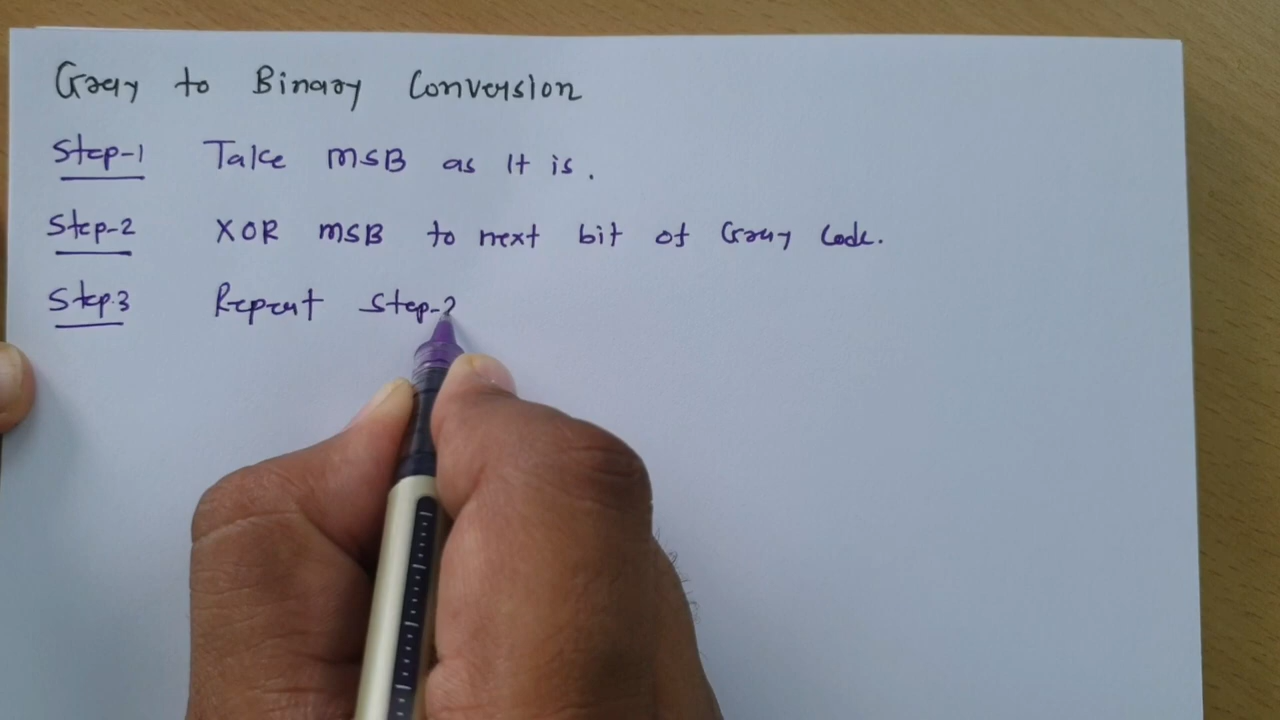 Gray to Binary Conversion
Step-1 Take MSB as it is.
Step-2 XOR MSB to next bit of Gray Code.
Step.3 Repeat Step-2